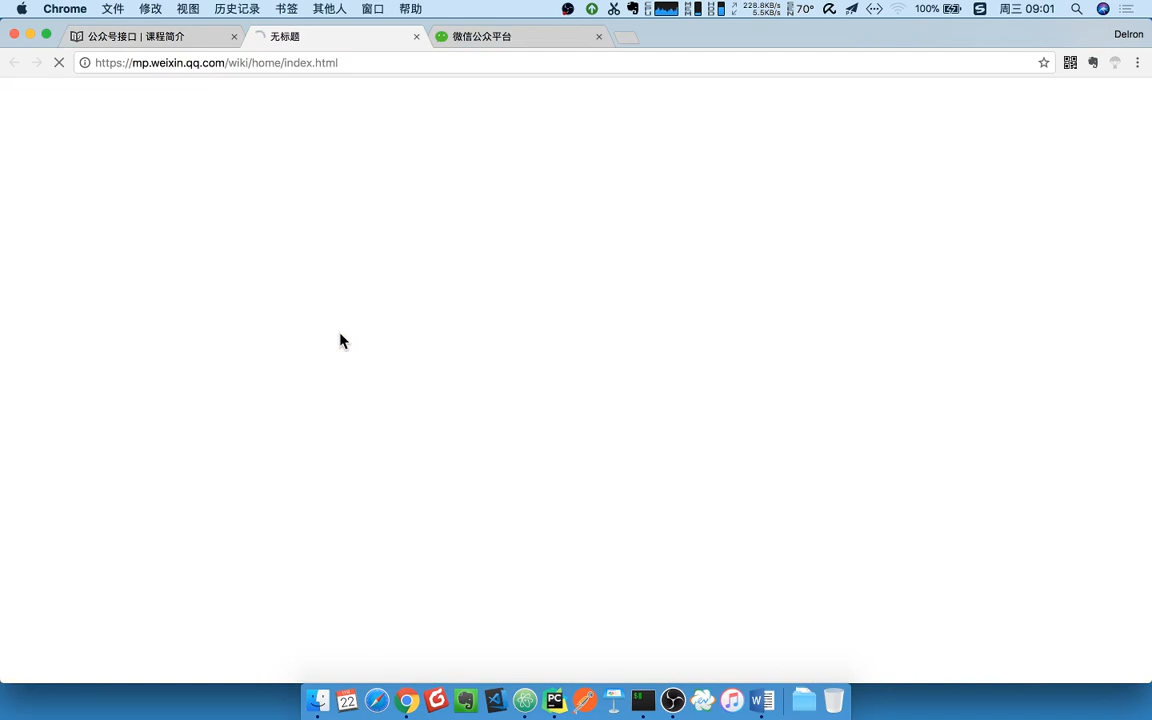 Chrome 文件 修改 视图 历史记录 书签 其他人 窗口 帮助 228.8KB/s 5.5KB/s 70° 100% 周三 09:01
公众号接口 | 课程简介 无标题 微信公众平台 Delron
https://mp.weixin.qq.com/wiki/home/index.html
22 PC W